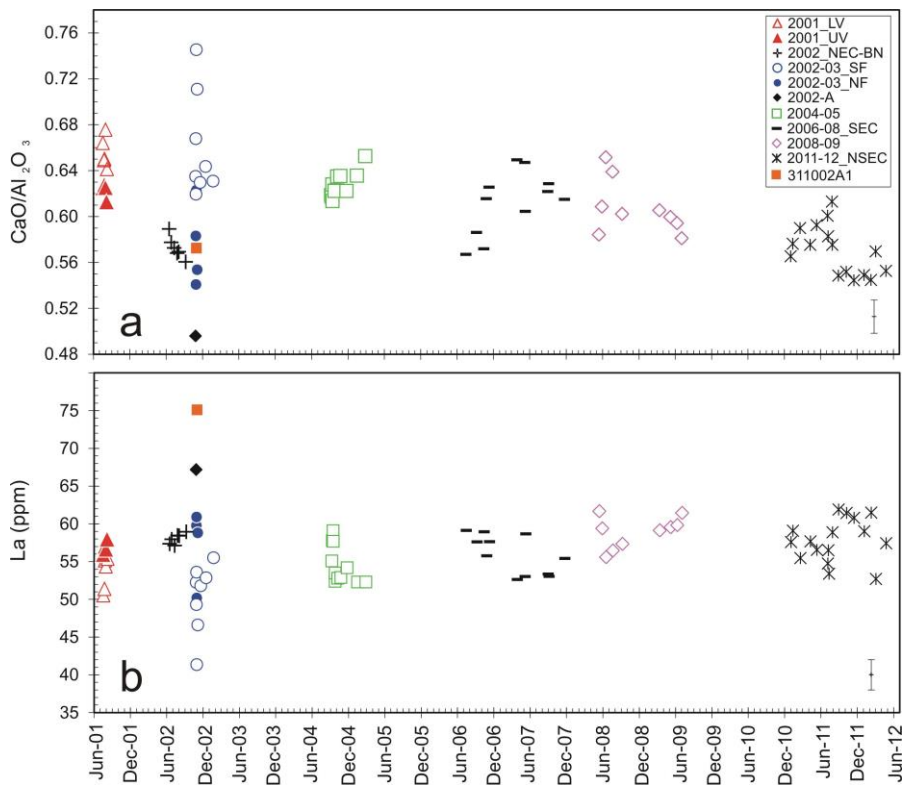 0.76
0.72
0.68
0.64
0.60
0.56
0.52
0.48
CaO/Al2O3
a
2001_LV
2001_UV
2002_NEC-BN
2002-03_SF
2002-03_NF
2002-A
2004-05
2006-08_SEC
2008-09
2011-12_NSEC
311002A1
75
70
65
60
55
50
45
40
35
La (ppm)
b
Jun-01
Dec-01
Jun-02
Dec-02
Jun-03
Dec-03
Jun-04
Dec-04
Jun-05
Dec-05
Jun-06
Dec-06
Jun-07
Dec-07
Jun-08
Dec-08
Jun-09
Dec-09
Jun-10
Dec-10
Jun-11
Dec-11
Jun-12